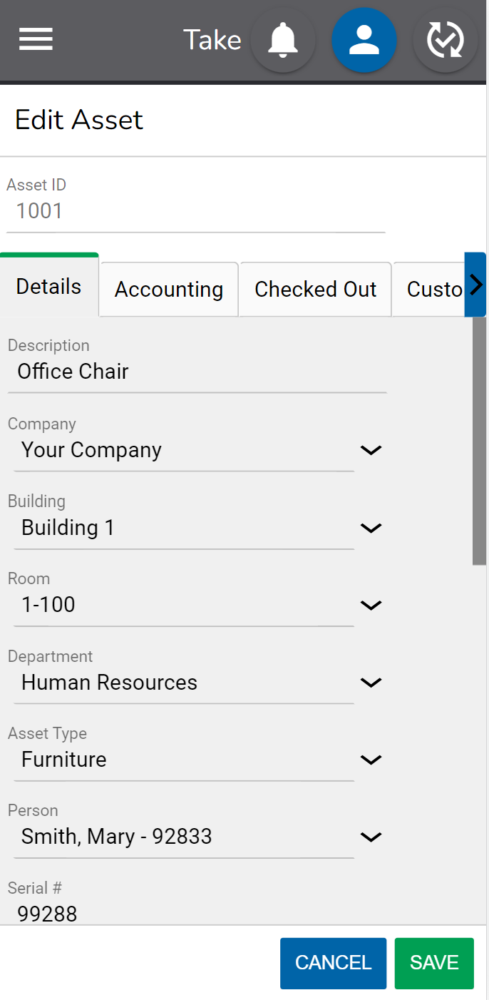 Take
Edit Asset
Asset ID
1001
Details Accounting Checked Out Custo
Description
Office Chair
Company
Your Company
Building
Building 1
Room
1-100
Department
Human Resources
Asset Type
Furniture
Person
Smith, Mary - 92833
Serial #
99288
CANCEL SAVE